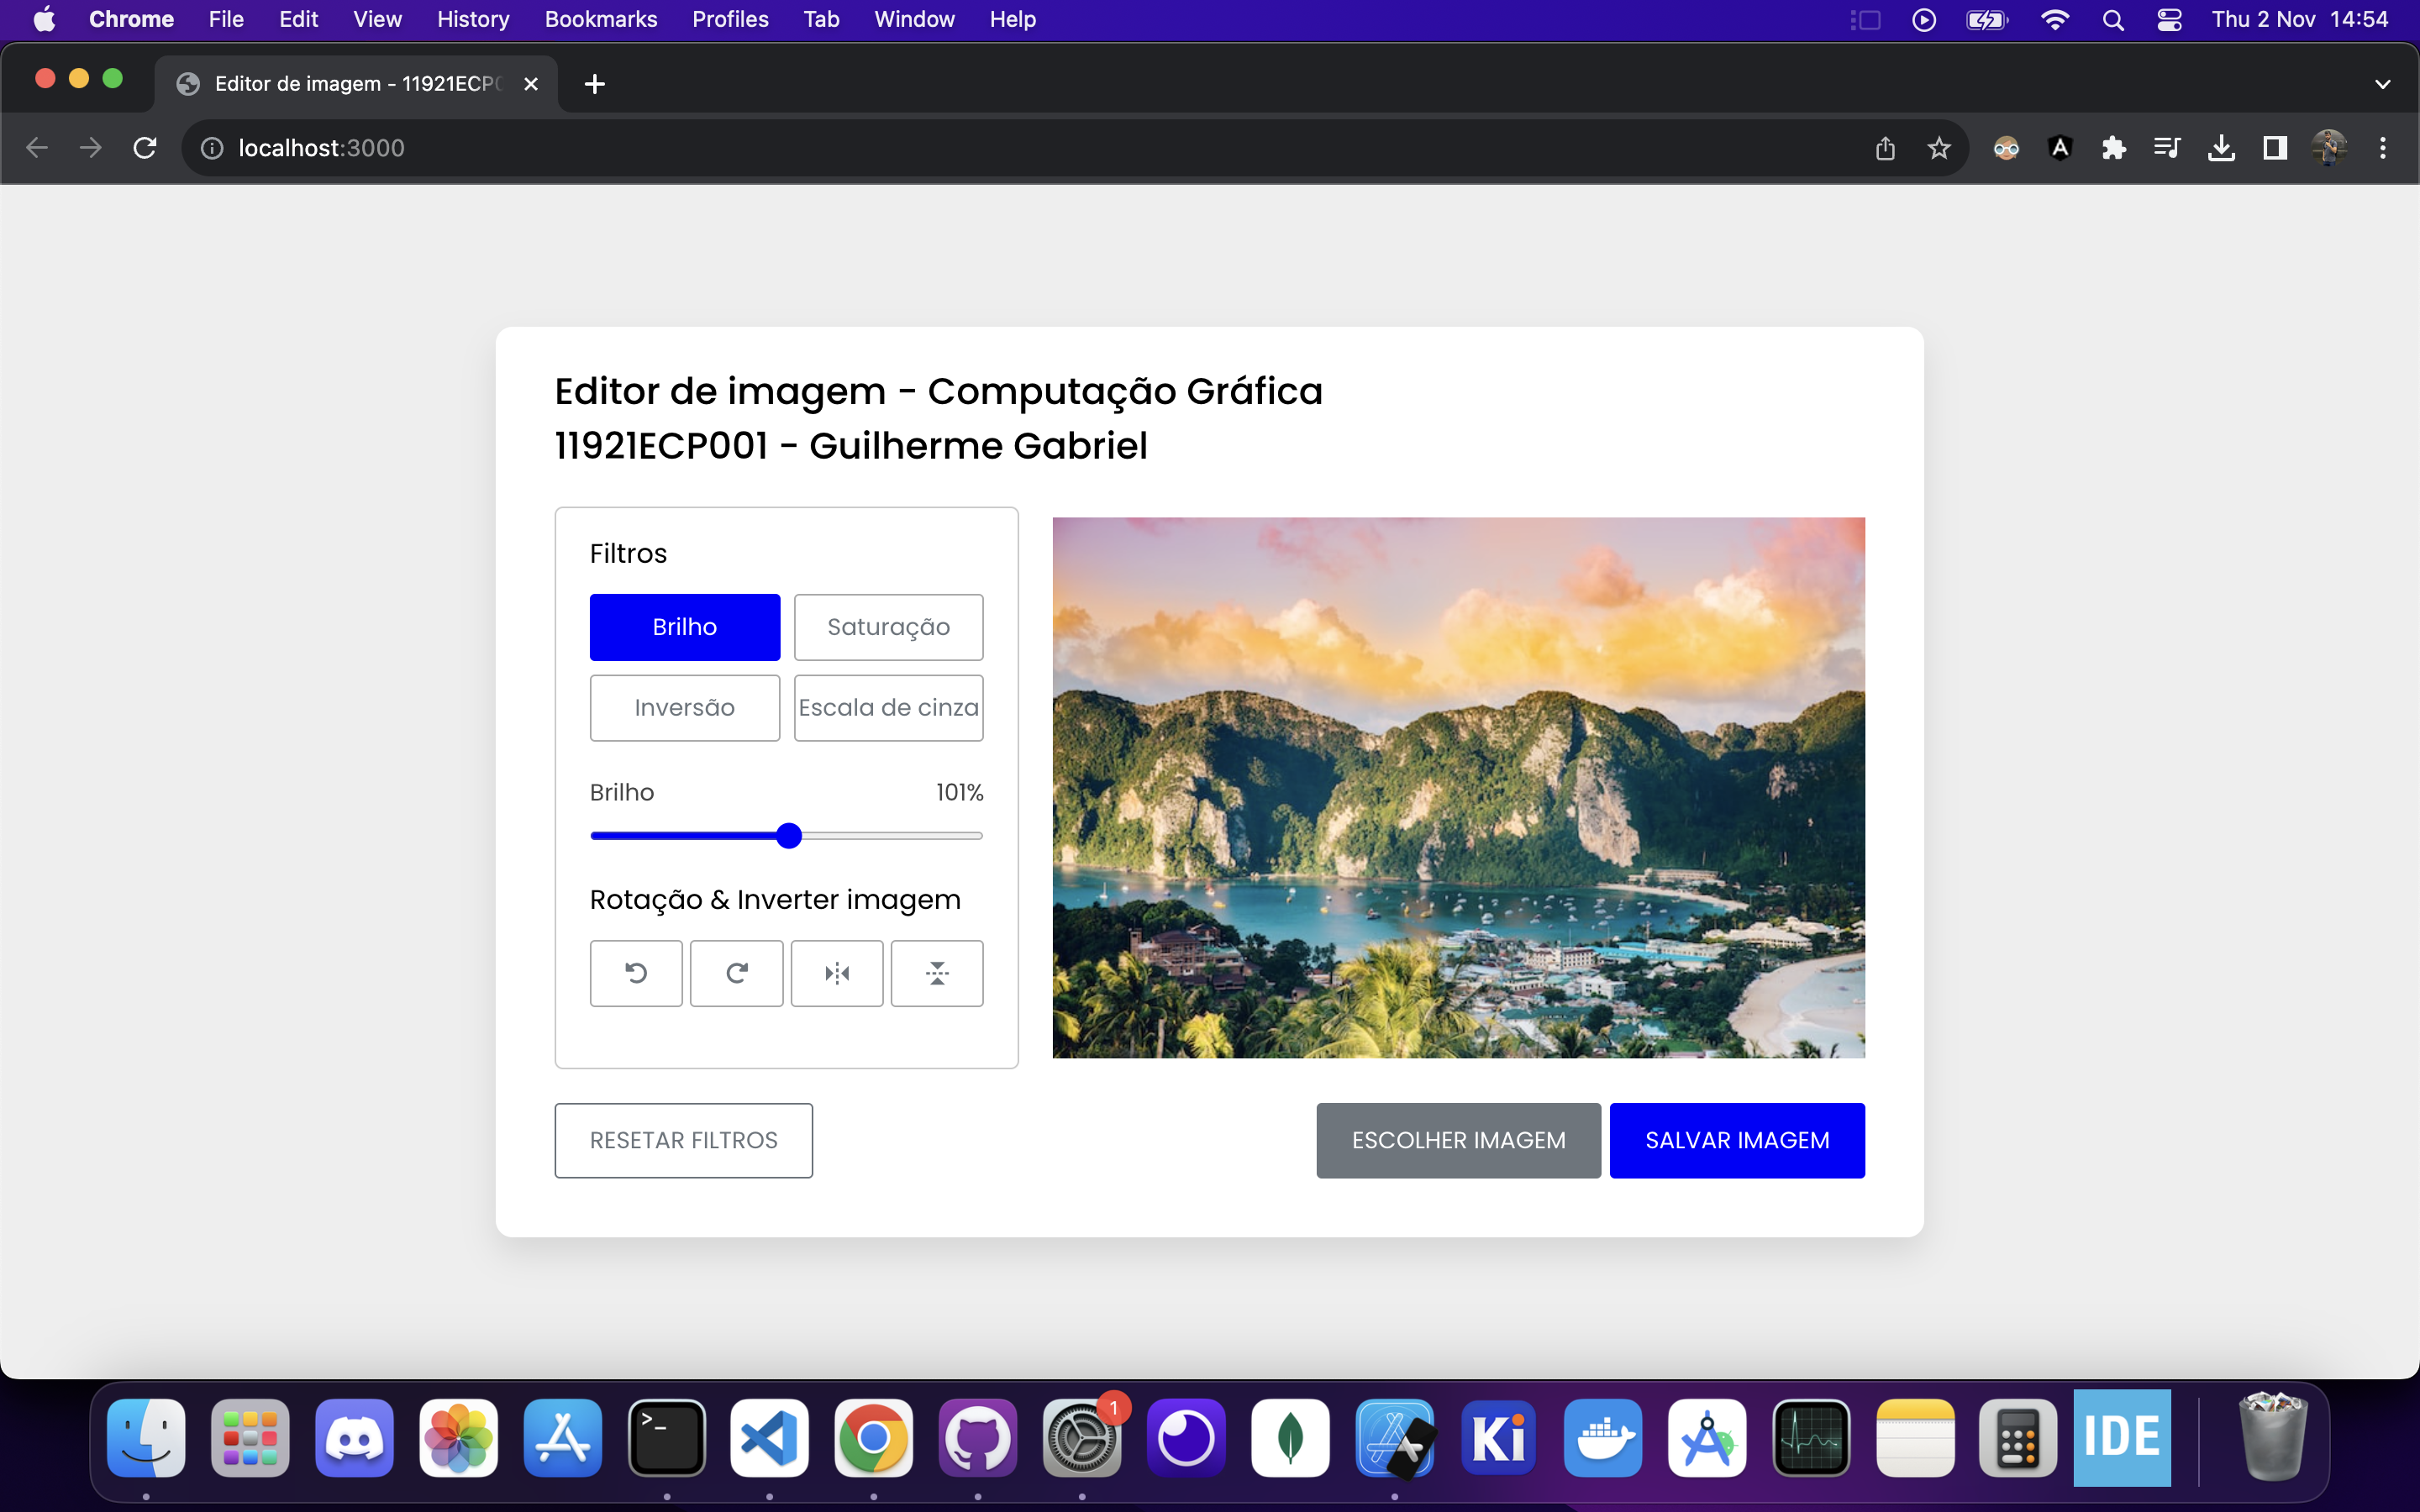 Chrome File Edit View History Bookmarks Profiles Tab Window Help Thu 2 Nov 14:54
Editor de imagem - 11921ECP
localhost:3000
A
Editor de imagem - Computação Gráfica
11921ECP001 - Guilherme Gabriel
Filtros
Brilho Saturação
Inversão Escala de cinza
Brilho 101%
Rotação & Inverter imagem
RESETAR FILTROS ESCOLHER IMAGEM SALVAR IMAGEM
>_ 1 Ki IDE